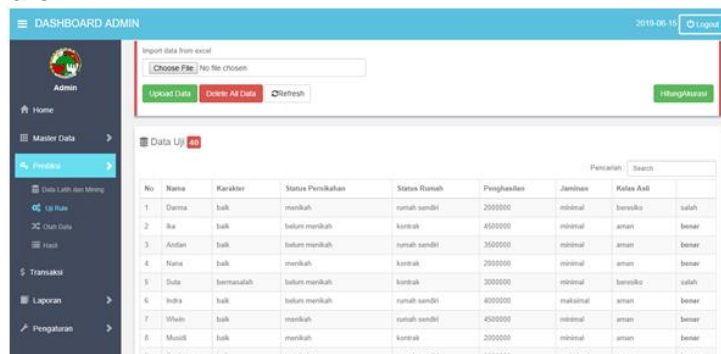 DASHBOARD ADMIN
2019-06-15 Logout
Admin
Home
Master Data
Prediksi
Data Latih dan Mining
Uji Rule
Olah Data
Hasil
Transaksi
Laporan
Pengaturan
Import data from excel
Choose File No file chosen
Upload Data Delete All Data Refresh HitungAkurasi
Data Uji 40
Pencarian Search
No Nama Karakter Status Pernikahan Status Rumah Penghasilan Jaminan Kelas Asli
1 Darma baik menikah rumah sendiri 2000000 minimal beresiko salah
2 Ika baik belum menikah kontrak 4500000 minimal aman benar
3 Andan baik belum menikah rumah sendiri 3500000 minimal aman benar
4 Nana baik menikah kontrak 2000000 minimal aman benar
5 Suta bermasalah belum menikah kontrak 3000000 minimal beresiko salah
6 Indra baik belum menikah rumah sendiri 4000000 maksimal aman benar
7 Wiwin baik menikah rumah sendiri 4500000 minimal aman benar
8 Musidi baik menikah kontrak 2000000 minimal aman benar